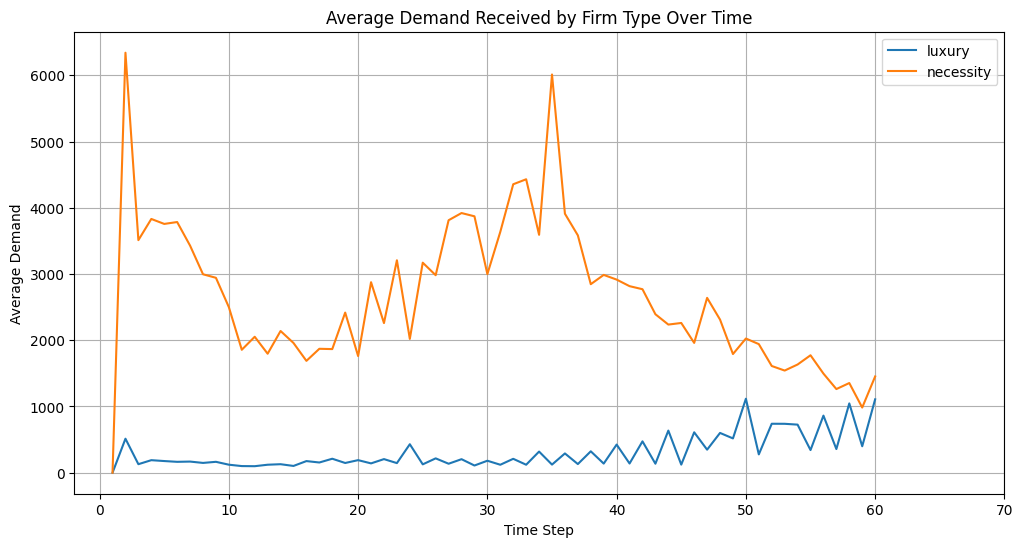 Average Demand Received by Firm Type Over Time
luxury
necessity
6000
5000
4000
3000
2000
1000
0
Average Demand
0 10 20 30 40 50 60 70
Time Step